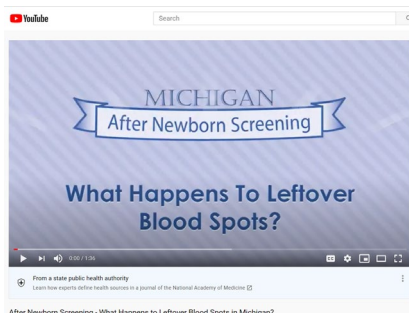 YouTube
Search
MICHIGAN
After Newborn Screening
What Happens To Leftover
Blood Spots?
0:00 / 1:36
CC
From a state public health authority
Learn how experts define health sources in a journal of the National Academy of Medicine
After Newborn Screening - What Happens to Leftover Blood Spots in Michigan?